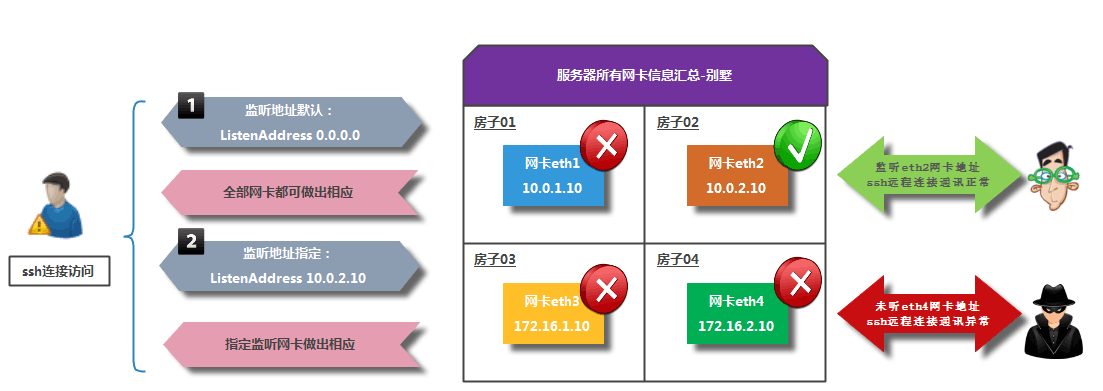 ssh连接访问
1
监听地址默认：
ListenAddress 0.0.0.0
全部网卡都可做出相应
2
监听地址指定：
ListenAddress 10.0.2.10
指定监听网卡做出相应
服务器所有网卡信息汇总-别墅
房子01
网卡eth1
10.0.1.10
房子02
网卡eth2
10.0.2.10
房子03
网卡eth3
172.16.1.10
房子04
网卡eth4
172.16.2.10
监听eth2网卡地址
ssh远程连接通讯正常
未听eth4网卡地址
ssh远程连接通讯异常